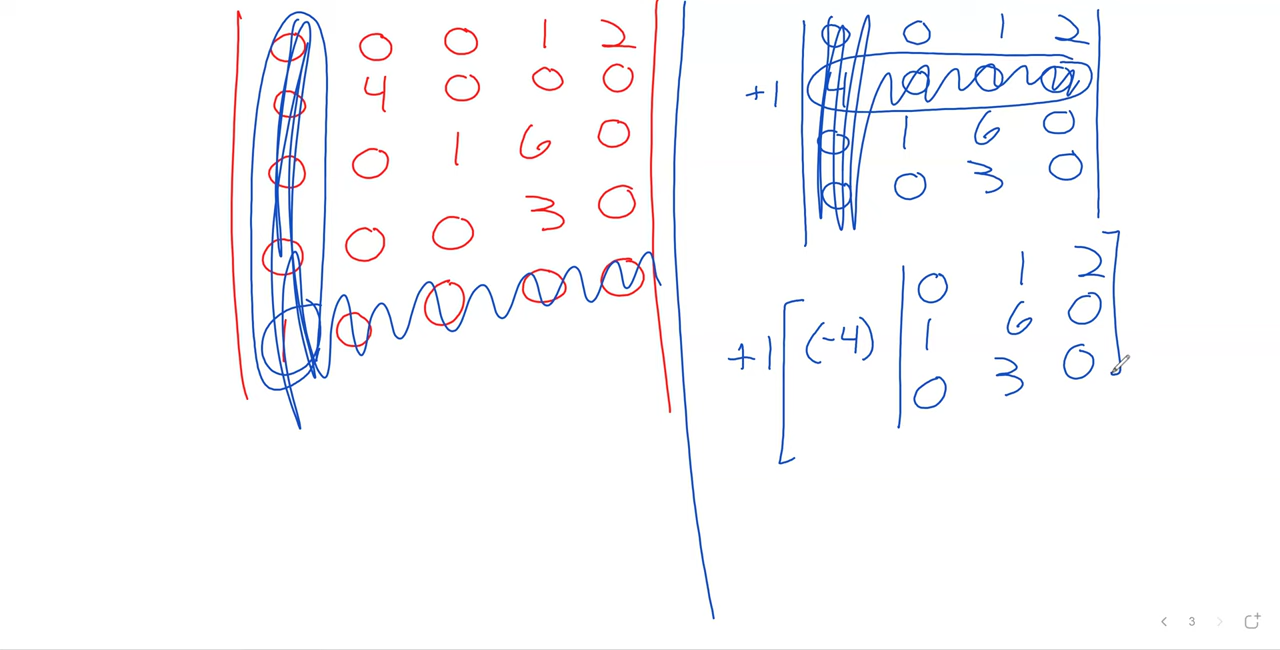 0 0 0 1 2
0 4 0 0 0
0 0 1 6 0
0 0 0 3 0
1 0 0 0 0
0 0 1 2
+1 4 0 0 0
0 1 6 0
0 0 3 0
0 1 2
+1 (-4) 1 6 0
0 3 0
3